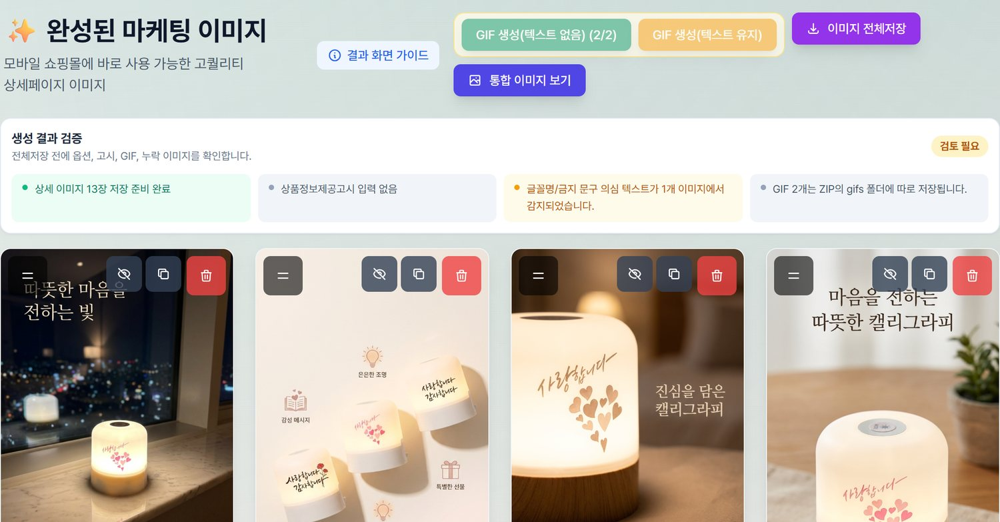 완성된 마케팅 이미지
모바일 쇼핑몰에 바로 사용 가능한 고퀄리티
상세페이지 이미지
결과 화면 가이드
GIF 생성(텍스트 없음) (2/2)
GIF 생성(텍스트 유지)
이미지 전체저장
통합 이미지 보기
생성 결과 검증
전체저장 전에 옵션, 고시, GIF, 누락 이미지를 확인합니다.
검토 필요
상세 이미지 13장 저장 준비 완료
상품정보제공고시 입력 없음
글꼴명/금지 문구 의심 텍스트가 1개 이미지에서
감지되었습니다.
GIF 2개는 ZIP의 gifs 폴더에 따로 저장됩니다.
따뜻한 마음을
전하는 빛
사랑합니다
은은한 조명
감성 메시지
사랑합니다
감사합니다
사랑합니다
사랑합니다
감사합니다
특별한 선물
사랑합니다
진심을 담은
캘리그라피
마음을 전하는
따뜻한 캘리그라피
사랑합니다